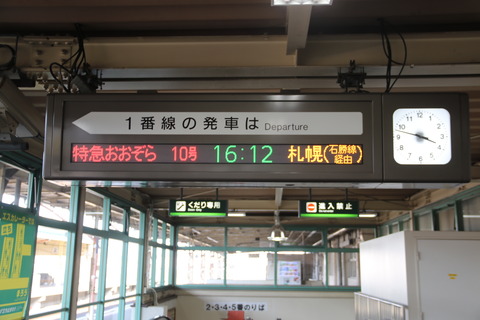 1番線の発車は Departure
特急おおぞら 10号 16:12 札幌(石勝線経由)
くだり専用
進入禁止
2・3・4・5番のりば